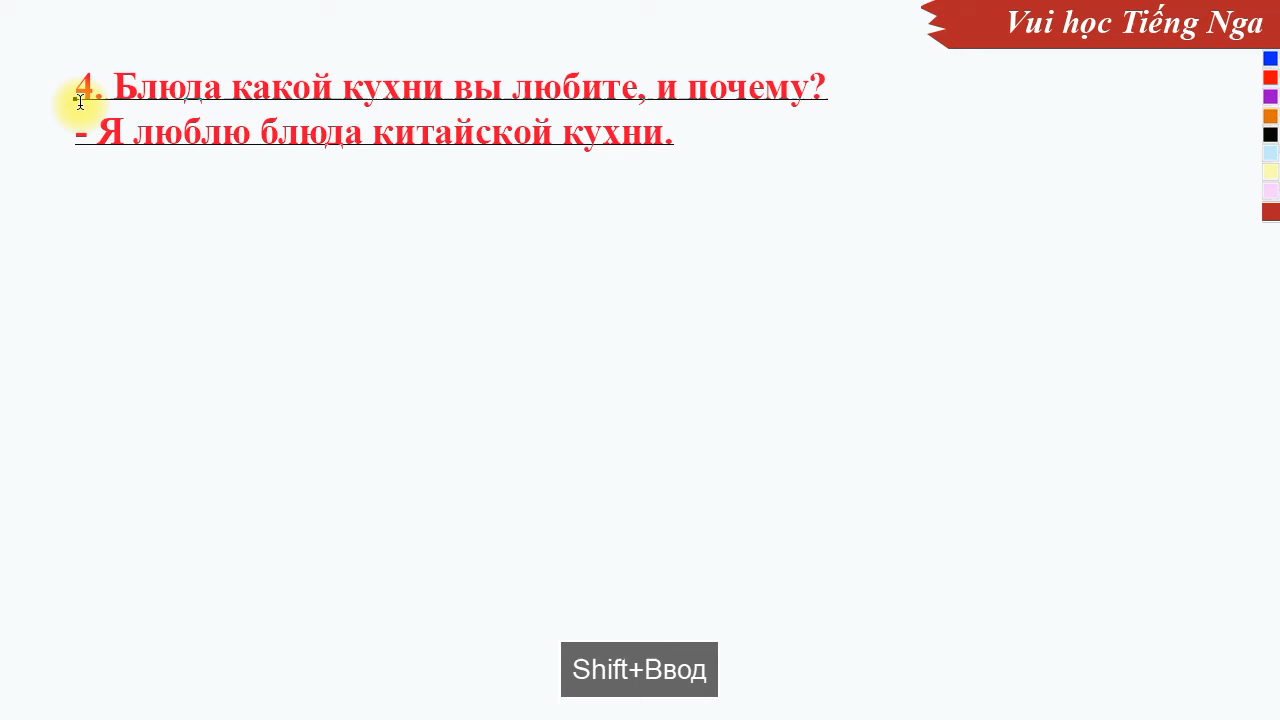 Vui học Tiếng Nga
4. Блюда какой кухни вы любите, и почему?
- Я люблю блюда китайской кухни.
Shift+Ввод